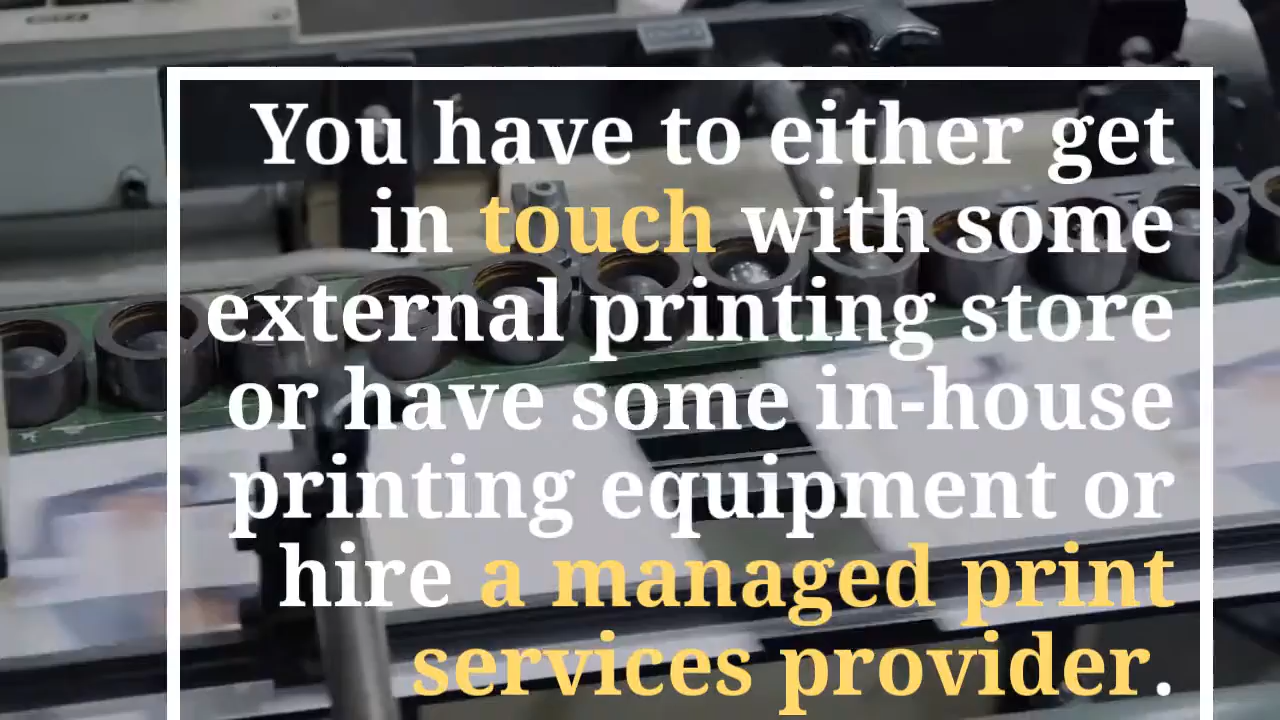 You have to either get
in touch with some
external printing store
or have some in-house
printing equipment or
hire a managed print
services provider.